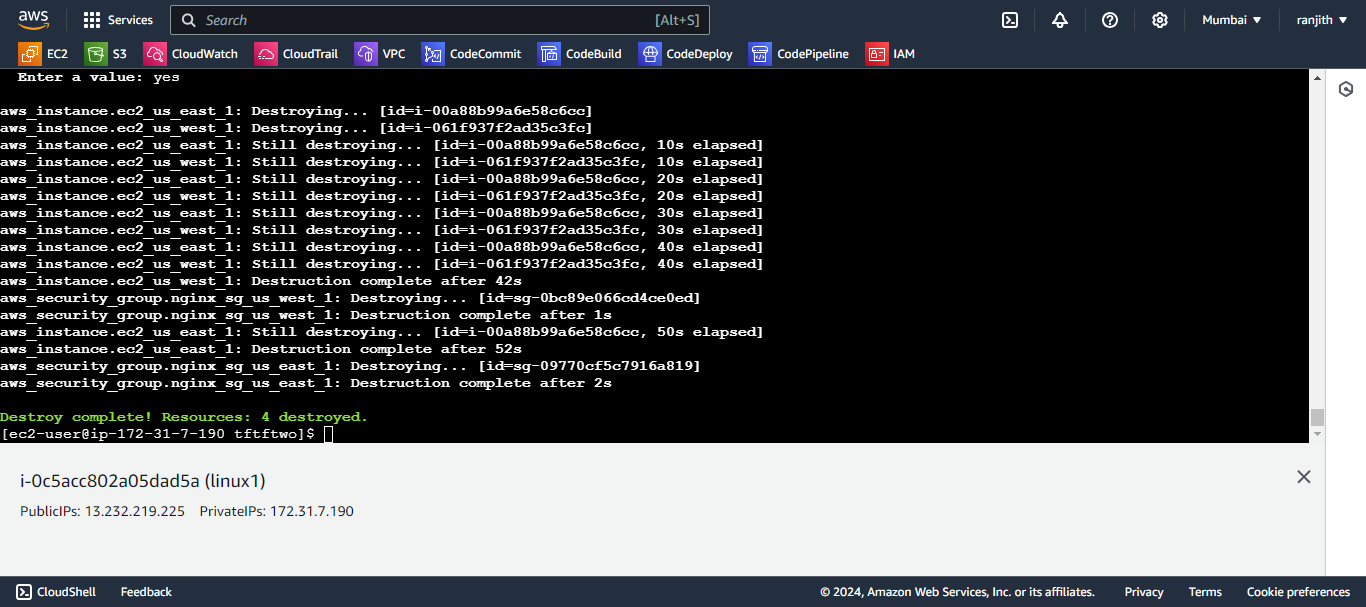 aws Services Search [Alt+S] Mumbai ranjith
EC2 S3 CloudWatch CloudTrail VPC CodeCommit CodeBuild CodeDeploy CodePipeline IAM
Enter a value: yes
aws_instance.ec2_us_east_1: Destroying... [id=i-00a88b99a6e58c6cc]
aws_instance.ec2_us_west_1: Destroying... [id=i-061f937f2ad35c3fc]
aws_instance.ec2_us_east_1: Still destroying... [id=i-00a88b99a6e58c6cc, 10s elapsed]
aws_instance.ec2_us_west_1: Still destroying... [id=i-061f937f2ad35c3fc, 10s elapsed]
aws_instance.ec2_us_east_1: Still destroying... [id=i-00a88b99a6e58c6cc, 20s elapsed]
aws_instance.ec2_us_west_1: Still destroying... [id=i-061f937f2ad35c3fc, 20s elapsed]
aws_instance.ec2_us_east_1: Still destroying... [id=i-00a88b99a6e58c6cc, 30s elapsed]
aws_instance.ec2_us_west_1: Still destroying... [id=i-061f937f2ad35c3fc, 30s elapsed]
aws_instance.ec2_us_east_1: Still destroying... [id=i-00a88b99a6e58c6cc, 40s elapsed]
aws_instance.ec2_us_west_1: Still destroying... [id=i-061f937f2ad35c3fc, 40s elapsed]
aws_instance.ec2_us_west_1: Destruction complete after 42s
aws_security_group.nginx_sg_us_west_1: Destroying... [id=sg-0bc89e066cd4ce0ed]
aws_security_group.nginx_sg_us_west_1: Destruction complete after 1s
aws_instance.ec2_us_east_1: Still destroying... [id=i-00a88b99a6e58c6cc, 50s elapsed]
aws_instance.ec2_us_east_1: Destruction complete after 52s
aws_security_group.nginx_sg_us_east_1: Destroying... [id=sg-09770cf5c7916a819]
aws_security_group.nginx_sg_us_east_1: Destruction complete after 2s
Destroy complete! Resources: 4 destroyed.
[ec2-user@ip-172-31-7-190 tftftwo]$
i-0c5acc802a05dad5a (linux1)
PublicIPs: 13.232.219.225 PrivateIPs: 172.31.7.190
CloudShell Feedback © 2024, Amazon Web Services, Inc. or its affiliates. Privacy Terms Cookie preferences